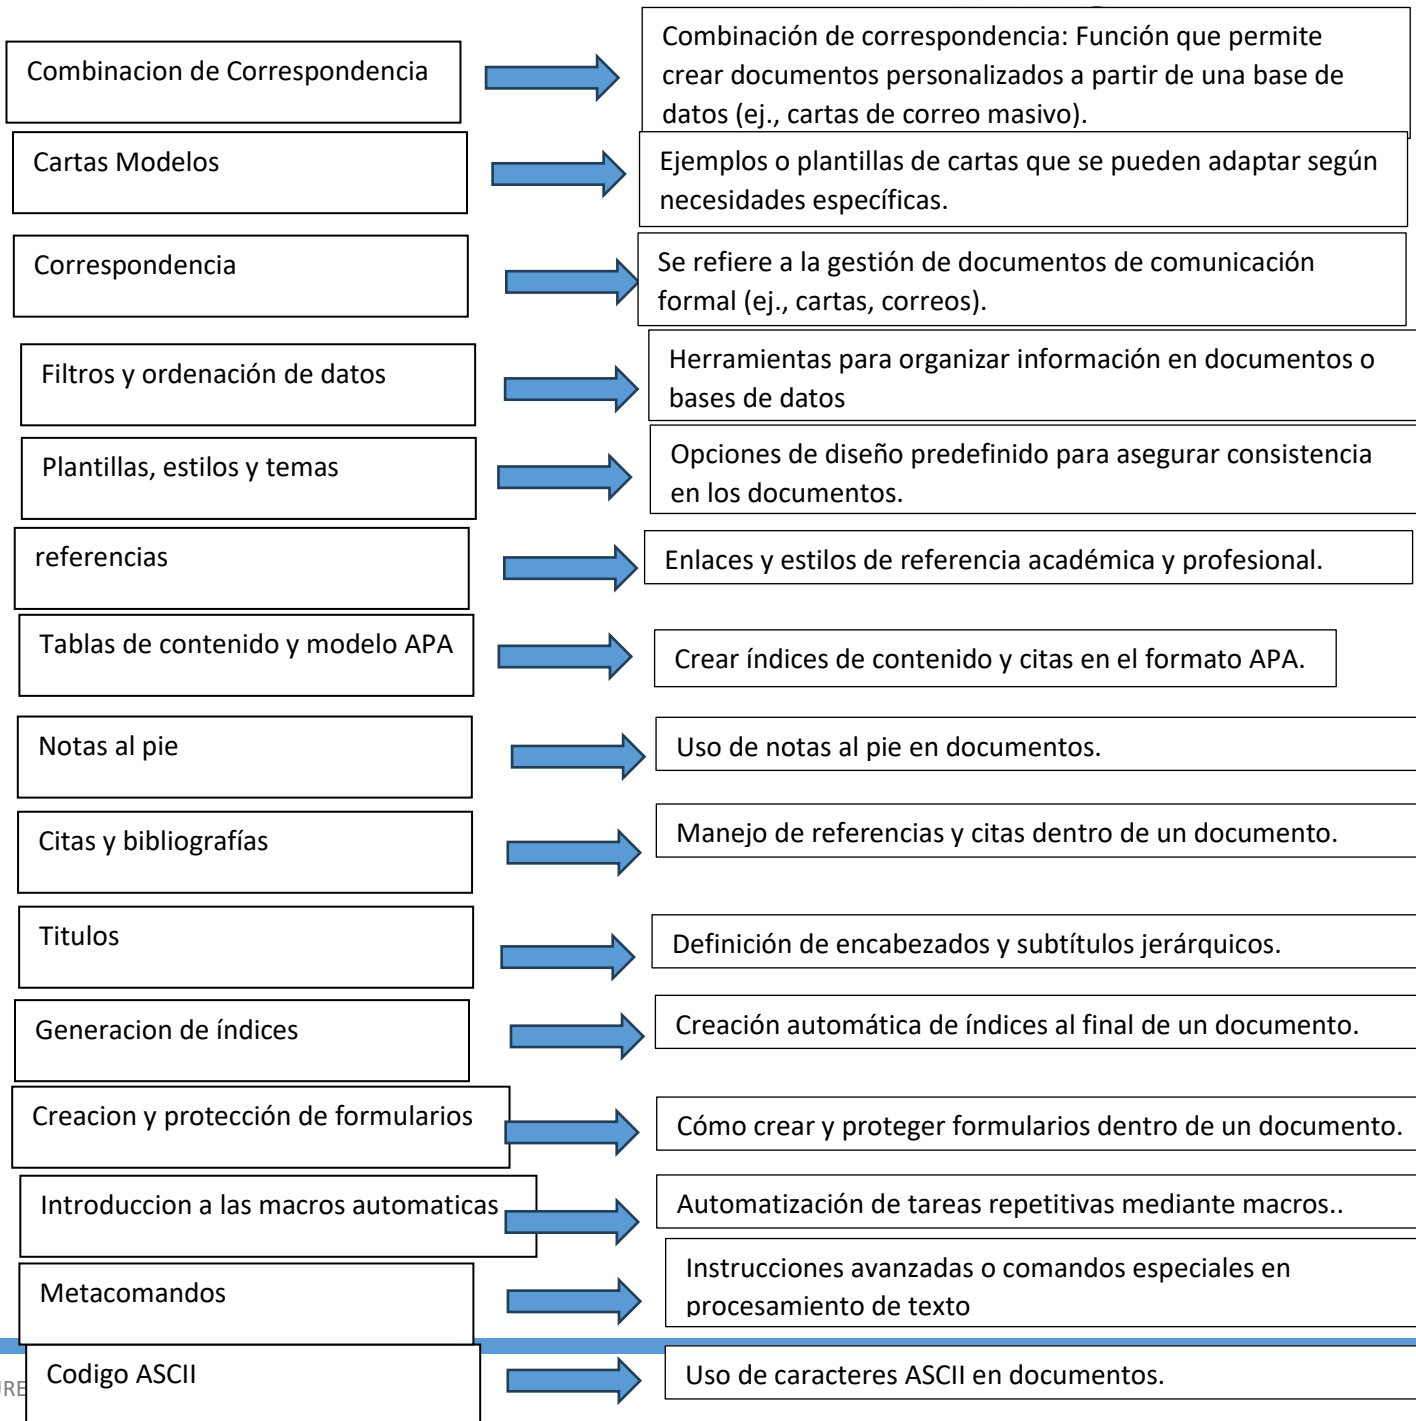 Combinacion de Correspondencia
Combinación de correspondencia: Función que permite
crear documentos personalizados a partir de una base de
datos (ej., cartas de correo masivo).
Cartas Modelos
Ejemplos o plantillas de cartas que se pueden adaptar según
necesidades específicas.
Correspondencia
Se refiere a la gestión de documentos de comunicación
formal (ej., cartas, correos).
Filtros y ordenación de datos
Herramientas para organizar información en documentos o
bases de datos
Plantillas, estilos y temas
Opciones de diseño predefinido para asegurar consistencia
en los documentos.
referencias
Enlaces y estilos de referencia académica y profesional.
Tablas de contenido y modelo APA
Crear índices de contenido y citas en el formato APA.
Notas al pie
Uso de notas al pie en documentos.
Citas y bibliografías
Manejo de referencias y citas dentro de un documento.
Titulos
Definición de encabezados y subtítulos jerárquicos.
Generacion de índices
Creación automática de índices al final de un documento.
Creacion y protección de formularios
Cómo crear y proteger formularios dentro de un documento.
Introduccion a las macros automaticas
Automatización de tareas repetitivas mediante macros..
Metacomandos
Instrucciones avanzadas o comandos especiales en
procesamiento de texto
Codigo ASCII
Uso de caracteres ASCII en documentos.